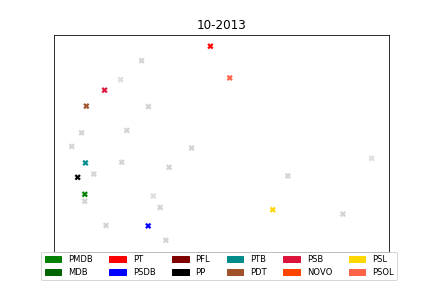 10-2013
PMDB PT PFL PTB PSB PSL
MDB PSDB PP PDT NOVO PSOL